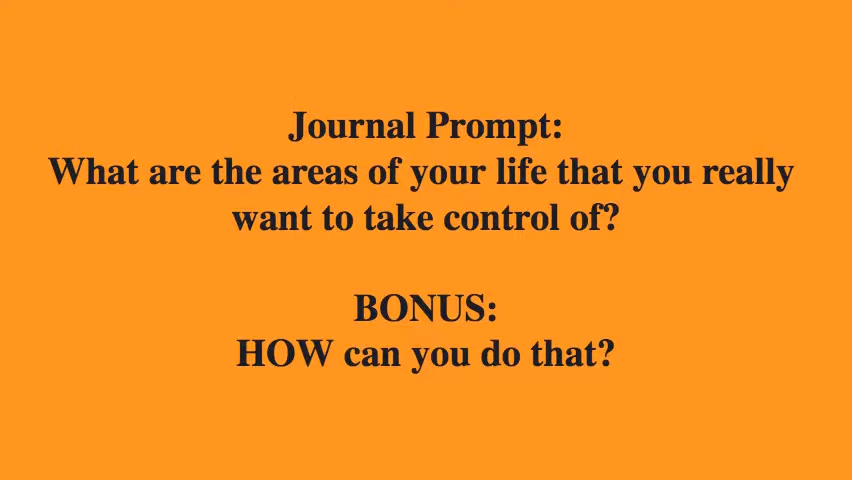 Journal Prompt:
What are the areas of your life that you really
want to take control of?
BONUS:
HOW can you do that?